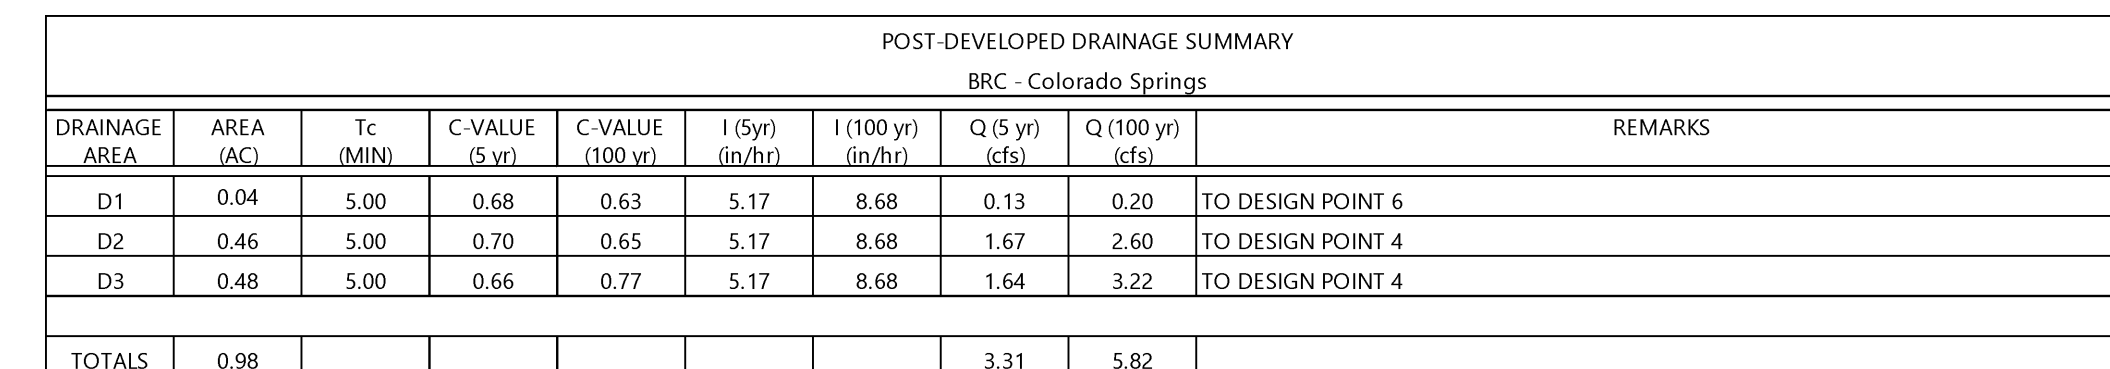 POST-DEVELOPED DRAINAGE SUMMARY
BRC - Colorado Springs
DRAINAGE AREA AREA (AC) Tc (MIN) C-VALUE (5 yr) C-VALUE (100 yr) I (5yr) (in/hr) I (100 yr) (in/hr) Q (5 yr) (cfs) Q (100 yr) (cfs) REMARKS
D1 0.04 5.00 0.68 0.63 5.17 8.68 0.13 0.20 TO DESIGN POINT 6
D2 0.46 5.00 0.70 0.65 5.17 8.68 1.67 2.60 TO DESIGN POINT 4
D3 0.48 5.00 0.66 0.77 5.17 8.68 1.64 3.22 TO DESIGN POINT 4
TOTALS 0.98 3.31 5.82